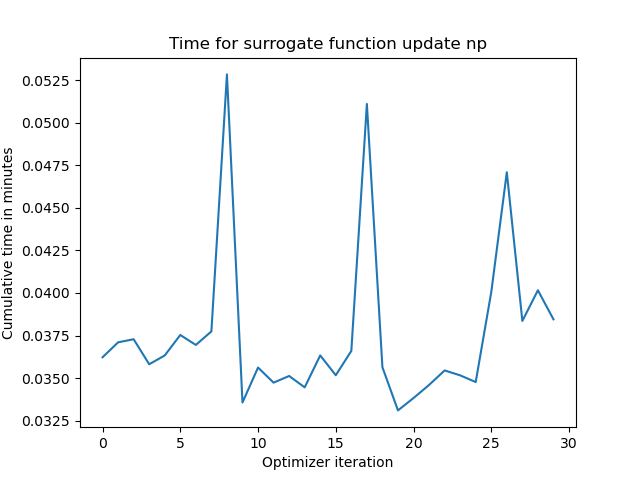 Time for surrogate function update np
Cumulative time in minutes
0.0525
0.0500
0.0475
0.0450
0.0425
0.0400
0.0375
0.0350
0.0325
0 5 10 15 20 25 30
Optimizer iteration